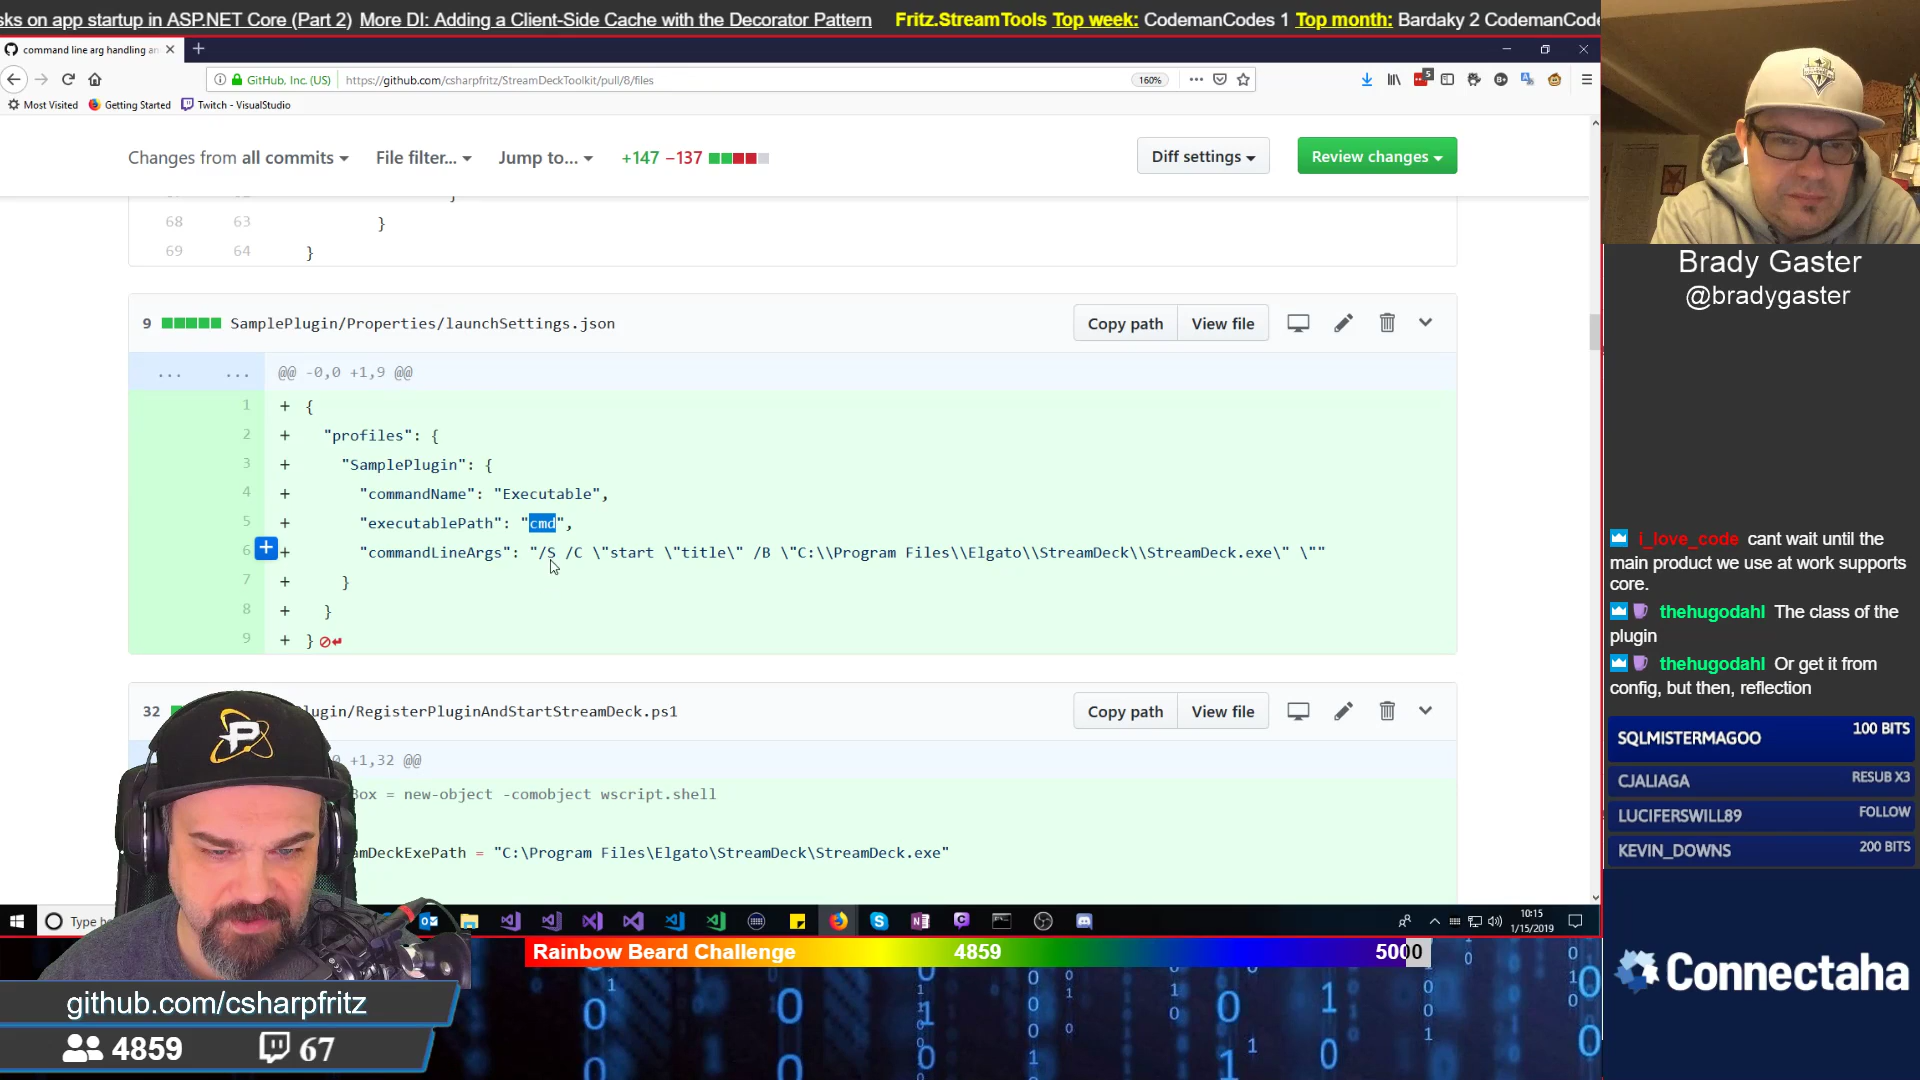 sks on app startup in ASP.NET Core (Part 2) More DI: Adding a Client-Side Cache with the Decorator Pattern Fritz.StreamTools Top week: CodemanCodes 1 Top month: Bardaky 2 CodemanCode
command line arg handling an
GitHub, Inc. (US) https://github.com/csharpfritz/StreamDeckToolkit/pull/8/files 160% 5
Most Visited Getting Started Twitch - VisualStudio
Changes from all commits File filter... Jump to... +147 −137 Diff settings Review changes
68 63 }
69 64 }
9 SamplePlugin/Properties/launchSettings.json Copy path View file
... ... @@ -0,0 +1,9 @@
1 + {
2 + "profiles": {
3 + "SamplePlugin": {
4 + "commandName": "Executable",
5 + "executablePath": "cmd",
6 + "commandLineArgs": "/S /C \"start \"title\" /B \"C:\\Program Files\\Elgato\\StreamDeck\\StreamDeck.exe\" \""
7 + }
8 + }
9 + }
32 lugin/RegisterPluginAndStartStreamDeck.ps1 Copy path View file
+1,32 @@
Box = new-object -comobject wscript.shell
amDeckExePath = "C:\Program Files\Elgato\StreamDeck\StreamDeck.exe"
Type he
10:15
1/15/2019
Rainbow Beard Challenge 4859 5000
github.com/csharpfritz
4859 67
Brady Gaster
@bradygaster
i_love_code cant wait until the
main product we use at work supports
core.
thehugodahl The class of the
plugin
thehugodahl Or get it from
config, but then, reflection
SQLMISTERMAGOO 100 BITS
CJALIAGA RESUB X3
LUCIFERSWILL89 FOLLOW
KEVIN_DOWNS 200 BITS
Connectaha